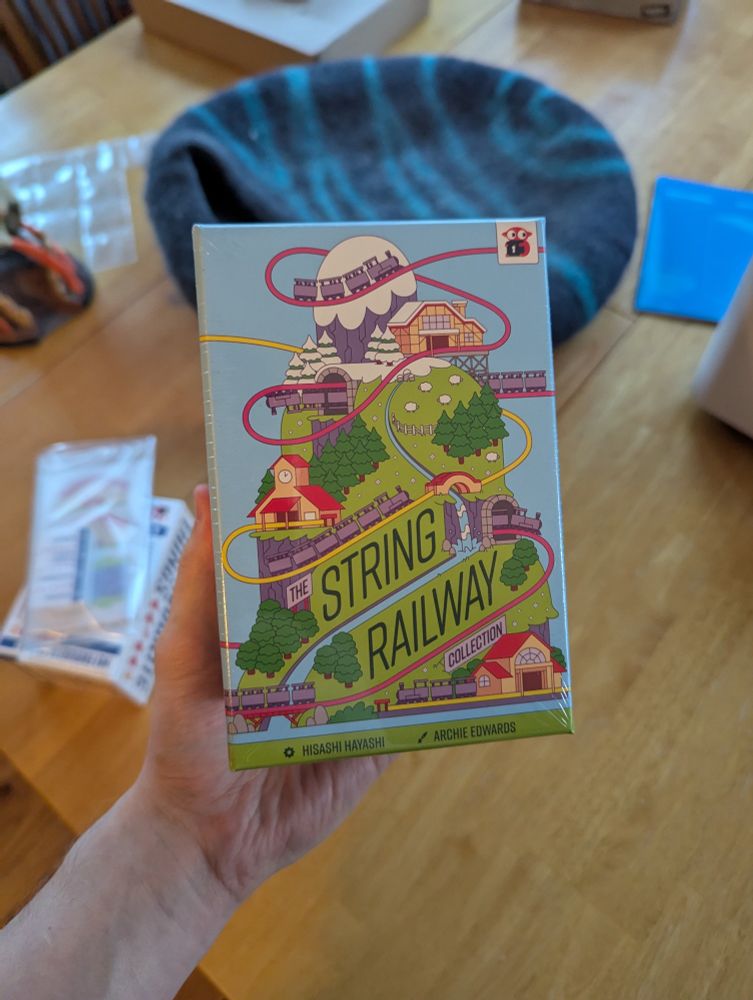 THE
STRING
RAILWAY
COLLECTION
HISASHI HAYASHI
ARCHIE EDWARDS